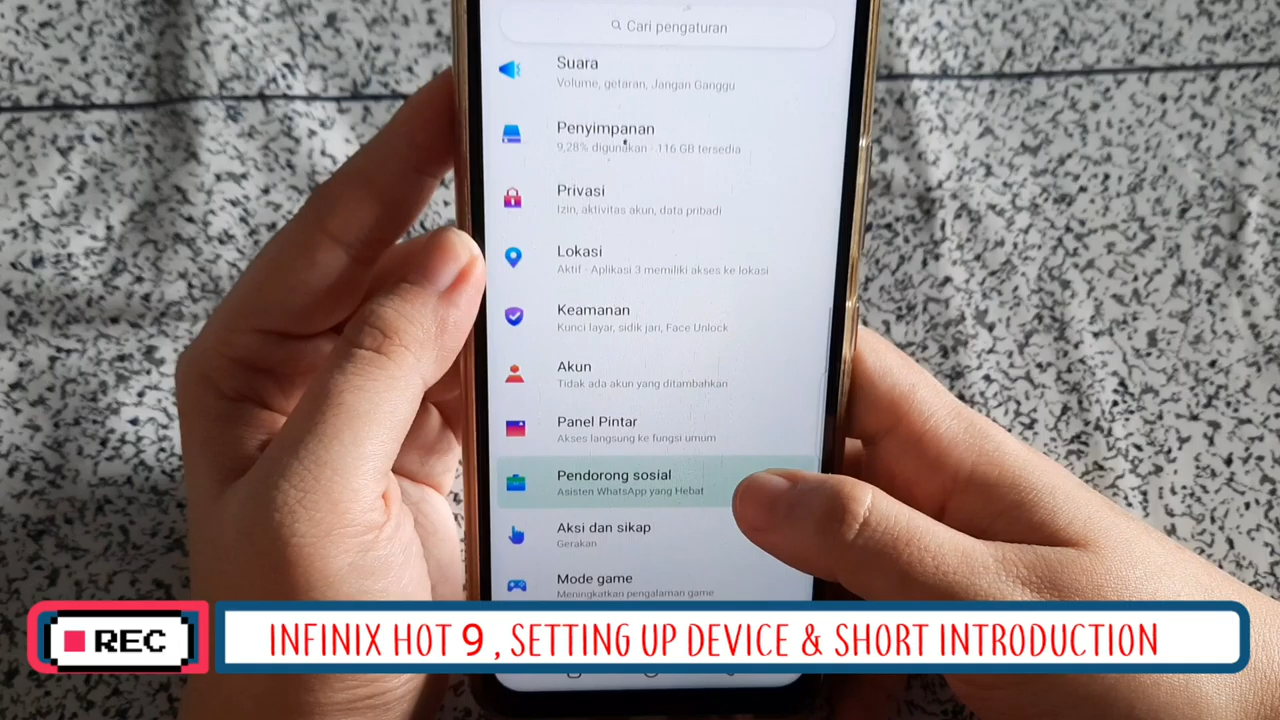 Cari pengaturan
Suara
Volume, getaran, Jangan Ganggu
Penyimpanan
9,28% digunakan - 116 GB tersedia
Privasi
Izin, aktivitas akun, data pribadi
Lokasi
Aktif - Aplikasi 3 memiliki akses ke lokasi
Keamanan
Kunci layar, sidik jari, Face Unlock
Akun
Tidak ada akun yang ditambahkan
Panel Pintar
Akses langsung ke fungsi umum
Pendorong sosial
Asisten WhatsApp yang Hebat
Aksi dan sikap
Gerakan
Mode game
Meningkatkan pengalaman game
REC
INFINIX HOT 9 , SETTING UP DEVICE & SHORT INTRODUCTION